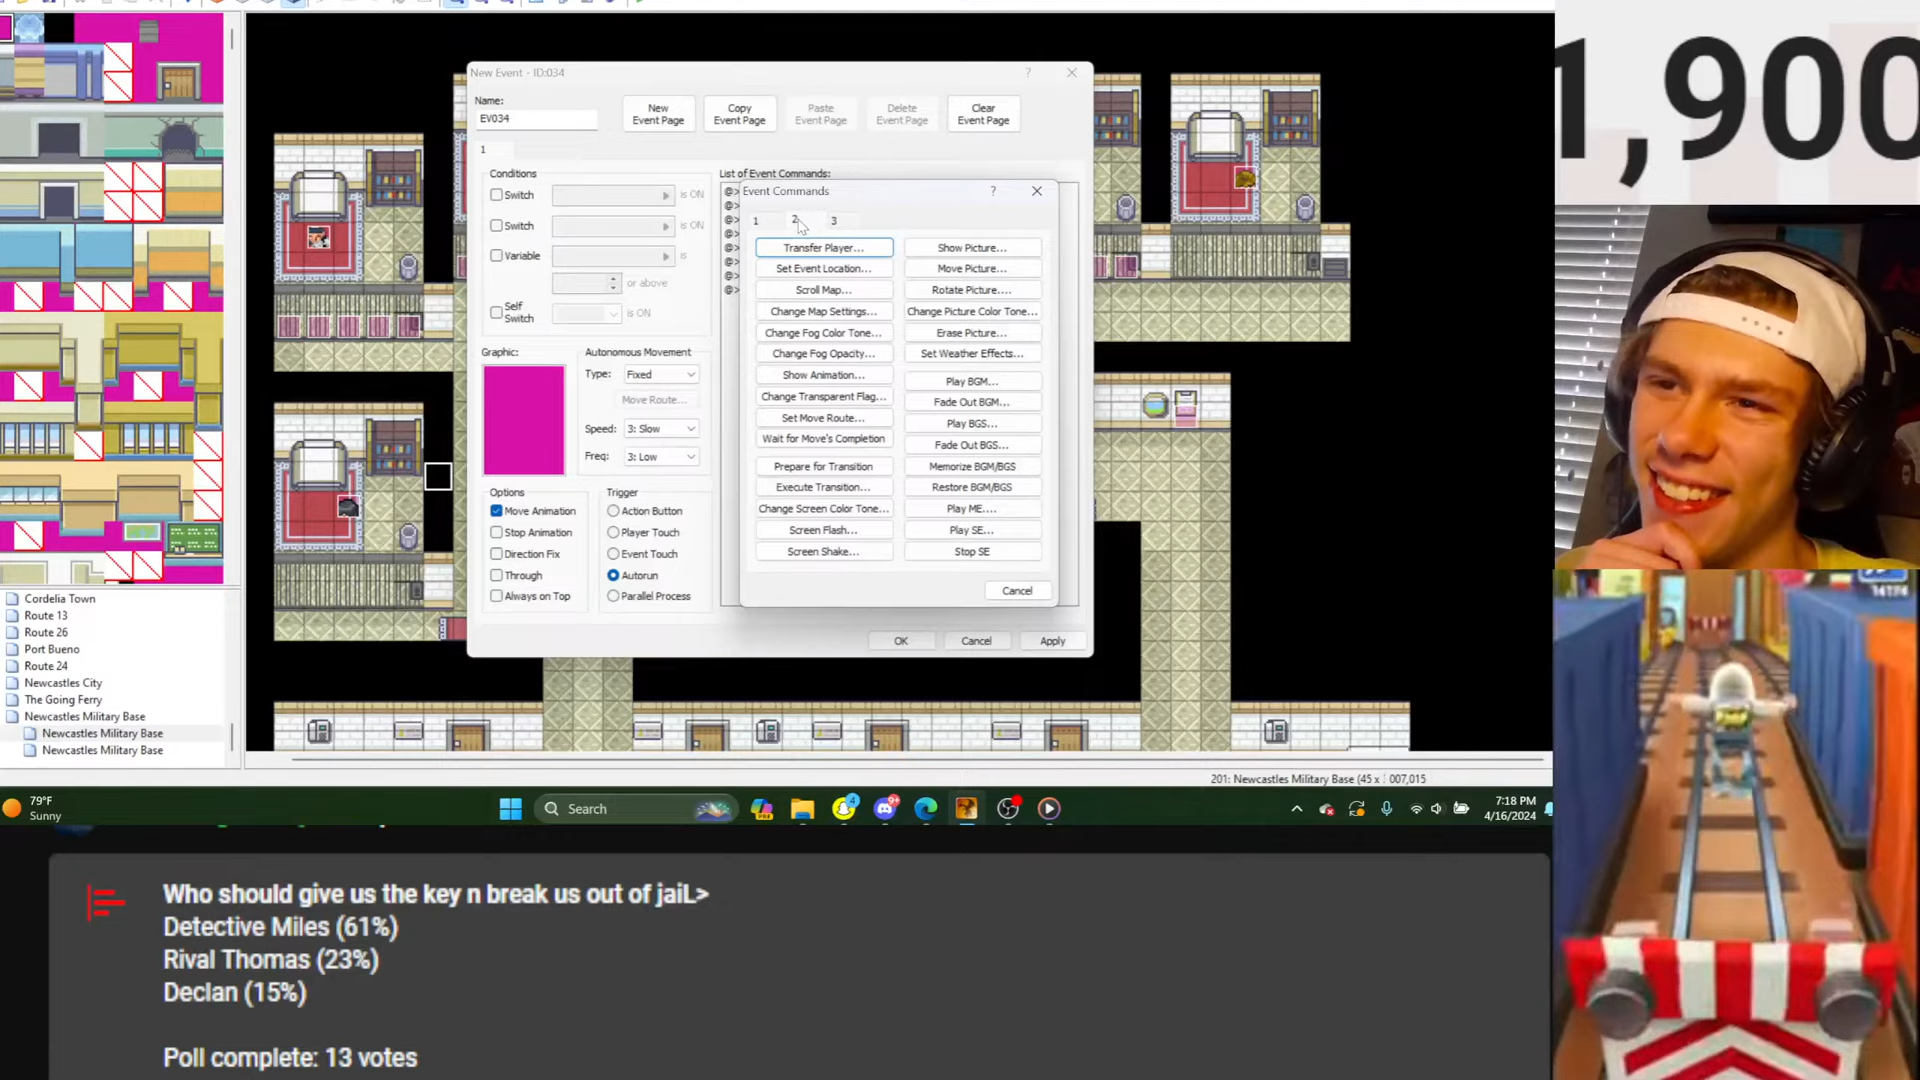 New Event - ID:034
?
Name:
EV034
New
Event Page
Copy
Event Page
Paste
Event Page
Delete
Event Page
Clear
Event Page
1
Conditions
Switch
is ON
Switch
is ON
Variable
is
or above
Self
Switch
is ON
Graphic:
Autonomous Movement
Type:
Fixed
Move Route...
Speed:
3: Slow
Freq:
3: Low
Options
Move Animation
Stop Animation
Direction Fix
Through
Always on Top
Trigger
Action Button
Player Touch
Event Touch
Autorun
Parallel Process
List of Event Commands:
@>
@>
@>
@>
@>
@>
@>
@>
Event Commands
?
1
2
3
Transfer Player...
Set Event Location...
Scroll Map...
Change Map Settings...
Change Fog Color Tone...
Change Fog Opacity...
Show Animation...
Change Transparent Flag...
Set Move Route...
Wait for Move's Completion
Prepare for Transition
Execute Transition...
Change Screen Color Tone...
Screen Flash...
Screen Shake...
Show Picture...
Move Picture...
Rotate Picture....
Change Picture Color Tone...
Erase Picture...
Set Weather Effects...
Play BGM...
Fade Out BGM...
Play BGS...
Fade Out BGS...
Memorize BGM/BGS
Restore BGM/BGS
Play ME....
Play SE...
Stop SE
Cancel
OK
Cancel
Apply
1,900
Cordelia Town
Route 13
Route 26
Port Bueno
Route 24
Newcastles City
The Going Ferry
Newcastles Military Base
Newcastles Military Base
Newcastles Military Base
201: Newcastles Military Base (45 x
007,015
79°F
Sunny
Search
7:18 PM
4/16/2024
Who should give us the key n break us out of jaiL>
Detective Miles (61%)
Rival Thomas (23%)
Declan (15%)
Poll complete: 13 votes